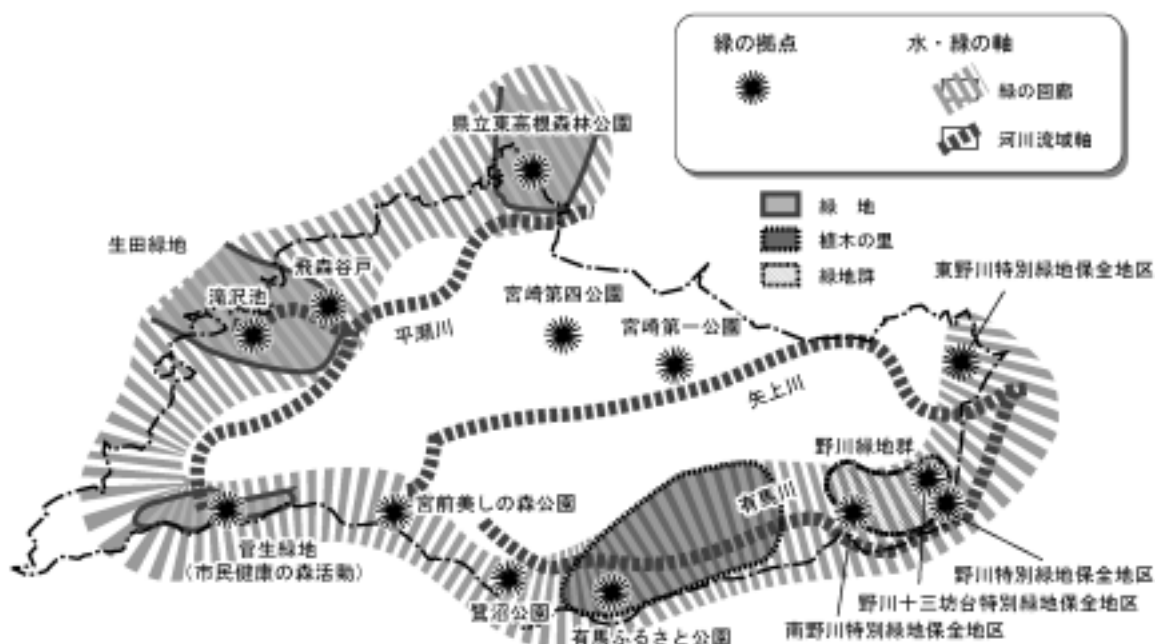 緑の拠点
水・緑の軸
緑の回廊
河川流域軸
緑　地
植木の里
緑地群
県立東高根森林公園
生田緑地
飛森谷戸
滝沢池
平瀬川
宮崎第四公園
宮崎第一公園
東野川特別緑地保全地区
矢上川
野川緑地群
有馬川
宮前美しの森公園
菅生緑地
(市民健康の森活動)
鷺沼公園
有馬ふるさと公園
野川特別緑地保全地区
野川十三坊台特別緑地保全地区
南野川特別緑地保全地区